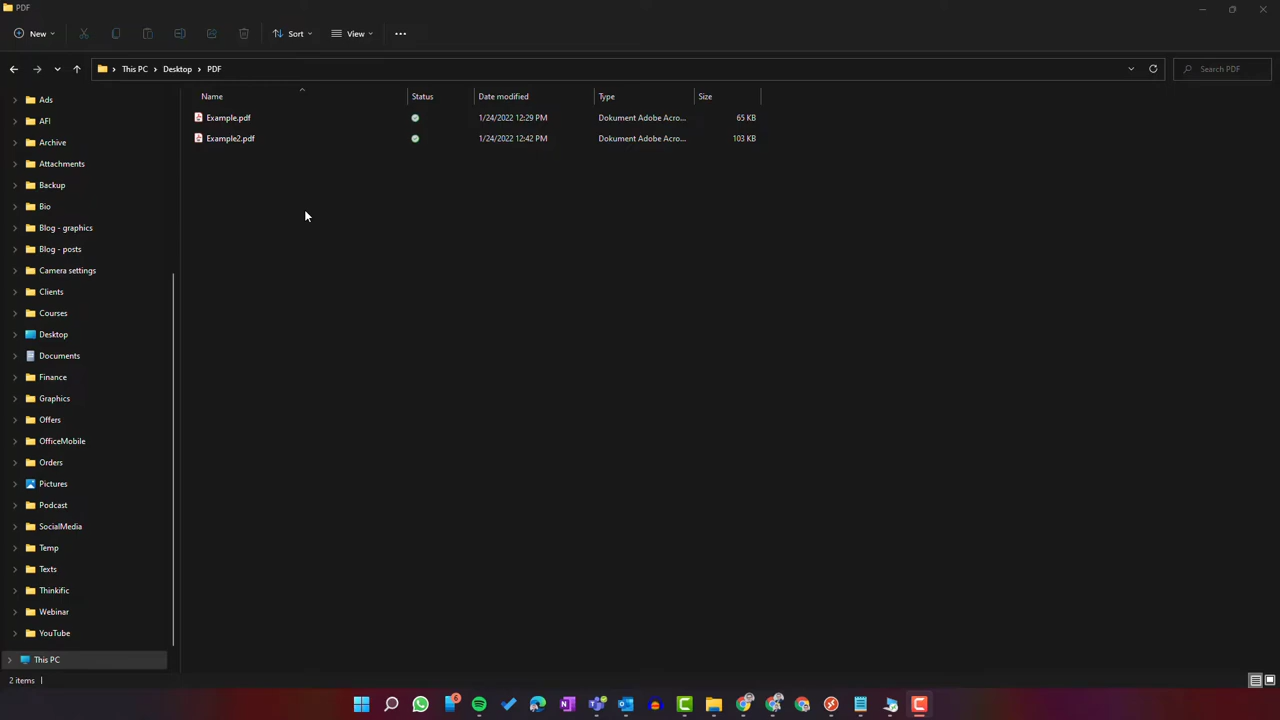 PDF
New
Sort
View
This PC
Desktop
PDF
Search PDF
Name
Status
Date modified
Type
Size
Example.pdf
1/24/2022 12:29 PM
Dokument Adobe Acro...
65 KB
Example2.pdf
1/24/2022 12:42 PM
Dokument Adobe Acro...
103 KB
Ads
AFI
Archive
Attachments
Backup
Bio
Blog - graphics
Blog - posts
Camera settings
Clients
Courses
Desktop
Documents
Finance
Graphics
Offers
OfficeMobile
Orders
Pictures
Podcast
SocialMedia
Temp
Texts
Thinkific
Webinar
YouTube
This PC
2 items
6